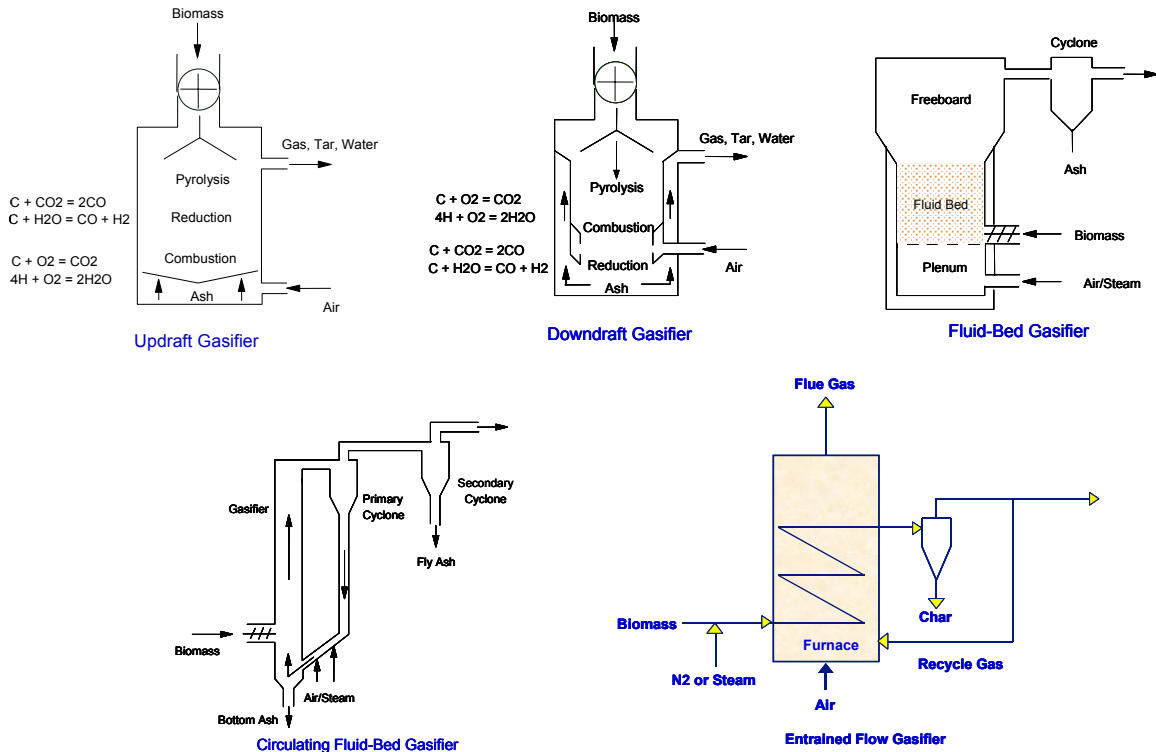 Biomass
Gas, Tar, Water
Pyrolysis
C + CO2 = 2CO
C + H2O = CO + H2
Reduction
C + O2 = CO2
4H + O2 = 2H2O
Combustion
Ash
Air
Updraft Gasifier
Biomass
Gas, Tar, Water
Pyrolysis
C + O2 = CO2
4H + O2 = 2H2O
Combustion
C + CO2 = 2CO
C + H2O = CO + H2
Reduction
Air
Ash
Downdraft Gasifier
Cyclone
Freeboard
Ash
Fluid Bed
Biomass
Plenum
Air/Steam
Fluid-Bed Gasifier
Gasifier
Primary
Cyclone
Secondary
Cyclone
Fly Ash
Biomass
Air/Steam
Bottom Ash
Circulating Fluid-Bed Gasifier
Flue Gas
Char
Biomass
Furnace
Recycle Gas
N2 or Steam
Air
Entrained Flow Gasifier